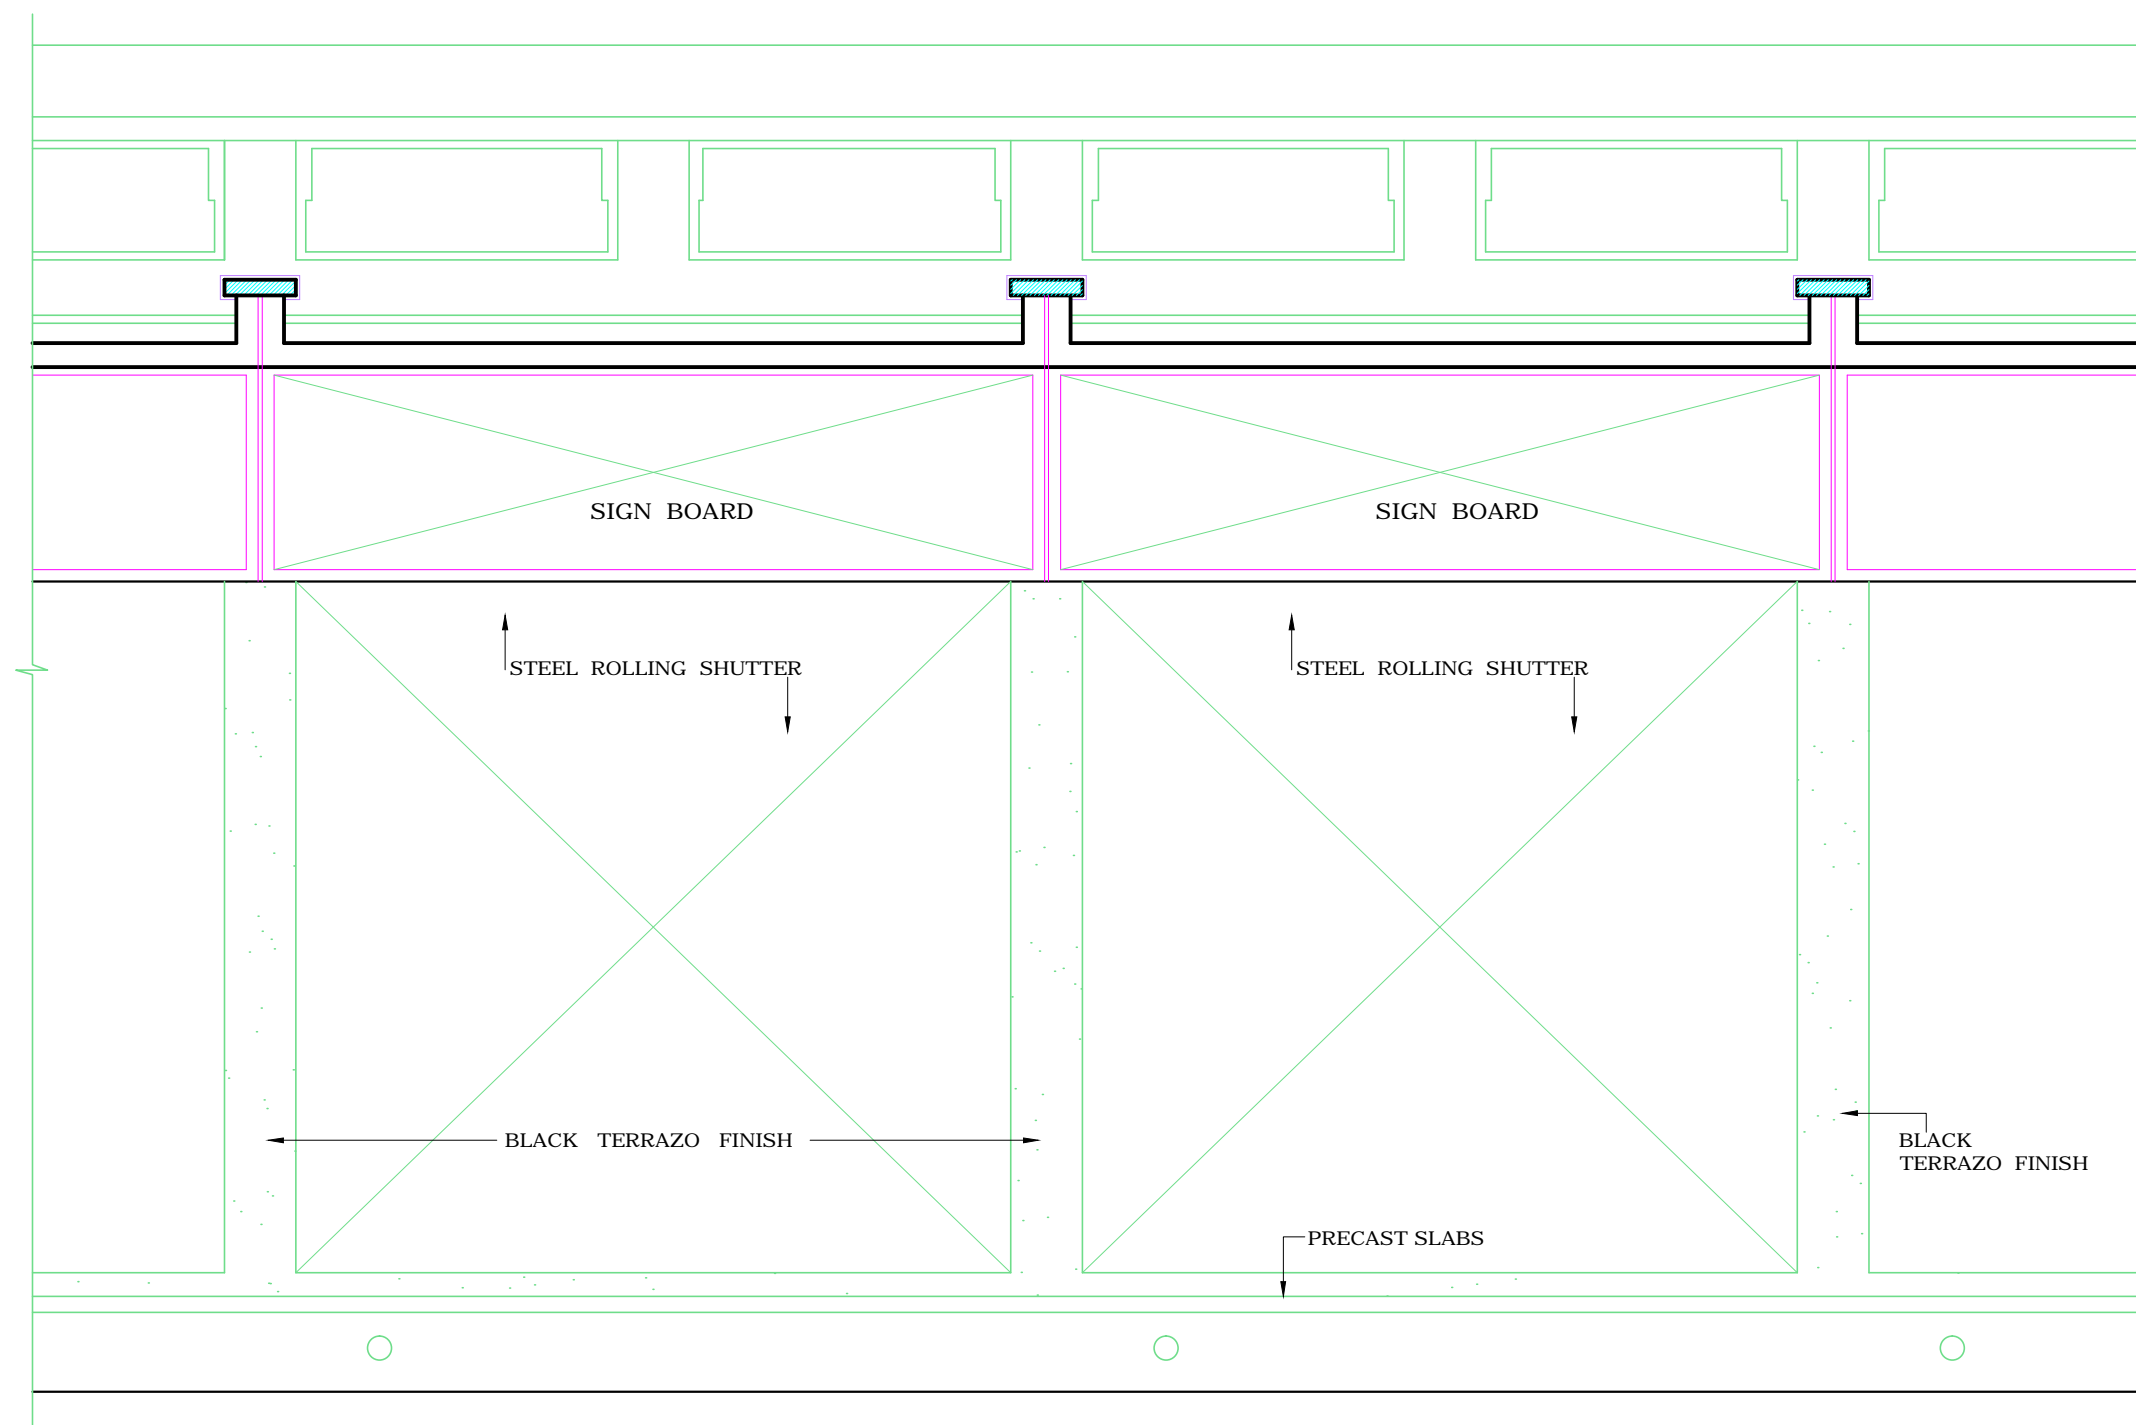 SIGN BOARD
SIGN BOARD
STEEL ROLLING SHUTTER
STEEL ROLLING SHUTTER
BLACK TERRAZO FINISH
BLACK
TERRAZO FINISH
PRECAST SLABS